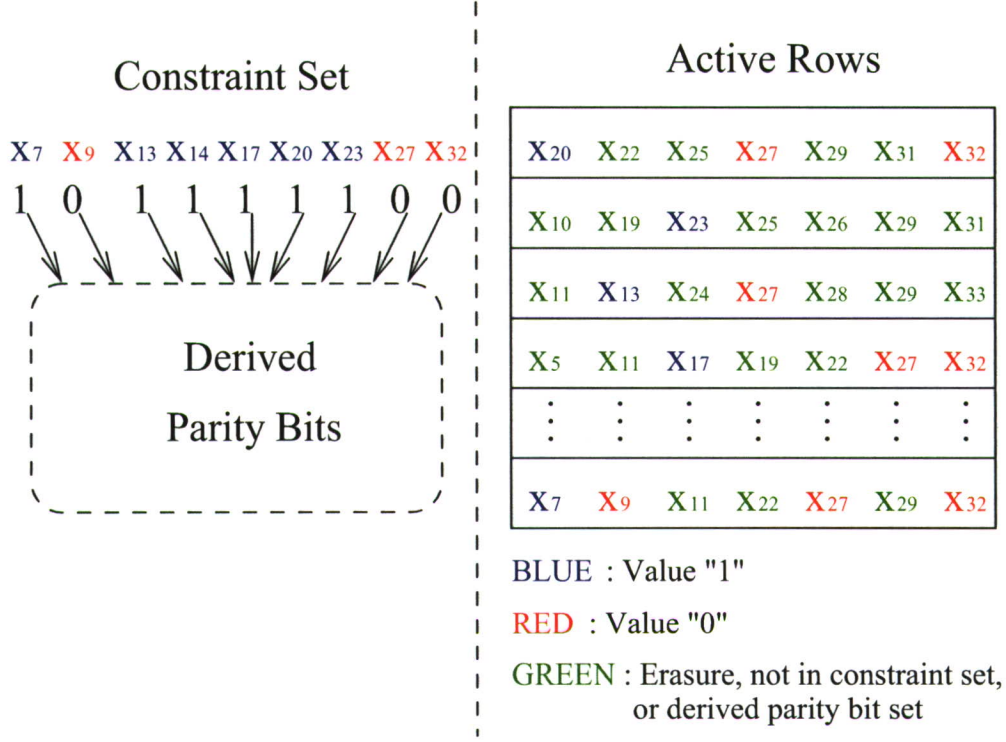 Constraint Set
X7 X9 X13 X14 X17 X20 X23 X27 X32
1 0 1 1 1 1 1 0 0
Derived
Parity Bits
Active Rows
X20 X22 X25 X27 X29 X31 X32
X10 X19 X23 X25 X26 X29 X31
X11 X13 X24 X27 X28 X29 X33
X5 X11 X17 X19 X22 X27 X32
⋮ ⋮ ⋮ ⋮ ⋮ ⋮ ⋮
X7 X9 X11 X22 X27 X29 X32
BLUE : Value "1"
RED : Value "0"
GREEN : Erasure, not in constraint set,
or derived parity bit set